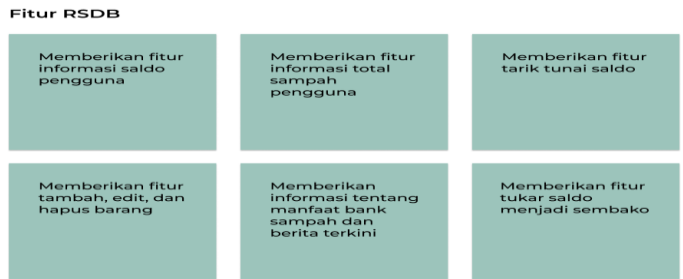 Fitur RSDB
Memberikan fitur
informasi saldo
pengguna
Memberikan fitur
informasi total
sampah
pengguna
Memberikan fitur
tarik tunai saldo
Memberikan fitur
tambah, edit, dan
hapus barang
Memberikan
informasi tentang
manfaat bank
sampah dan
berita terkini
Memberikan fitur
tukar saldo
menjadi sembako